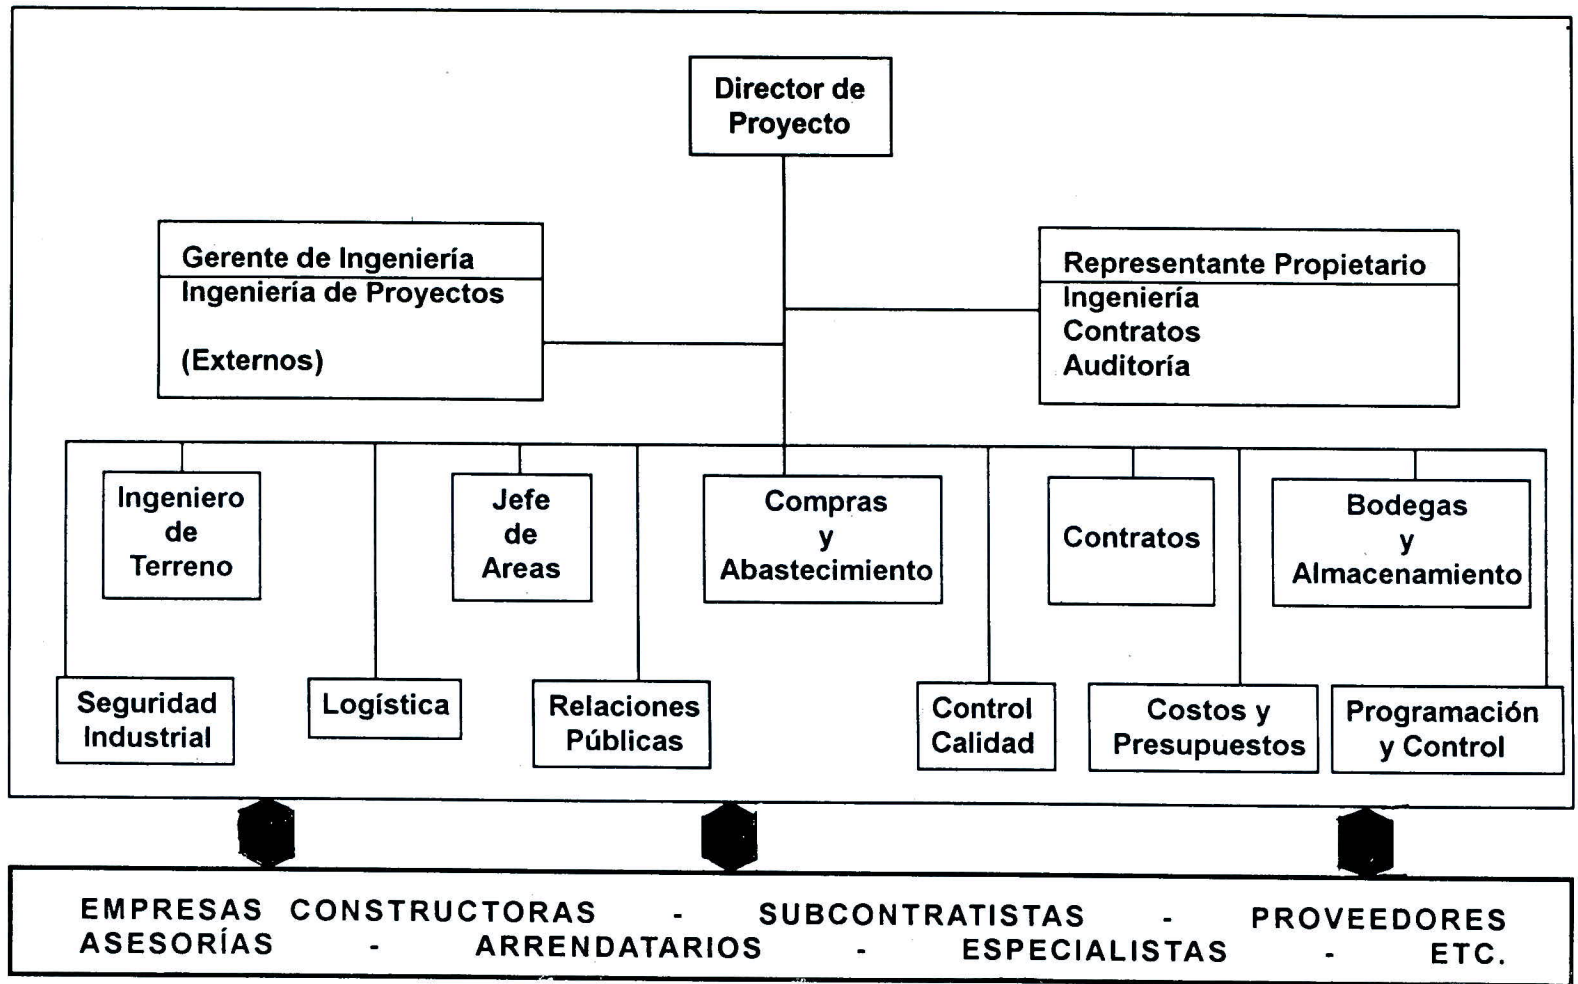 Director de
Proyecto
Gerente de Ingeniería
Ingeniería de Proyectos
(Externos)
Representante Propietario
Ingeniería
Contratos
Auditoría
Ingeniero
de
Terreno
Jefe
de
Areas
Compras
y
Abastecimiento
Contratos
Bodegas
y
Almacenamiento
Seguridad
Industrial
Logística
Relaciones
Públicas
Control
Calidad
Costos y
Presupuestos
Programación
y Control
EMPRESAS CONSTRUCTORAS - SUBCONTRATISTAS - PROVEEDORES
ASESORÍAS - ARRENDATARIOS - ESPECIALISTAS - ETC.